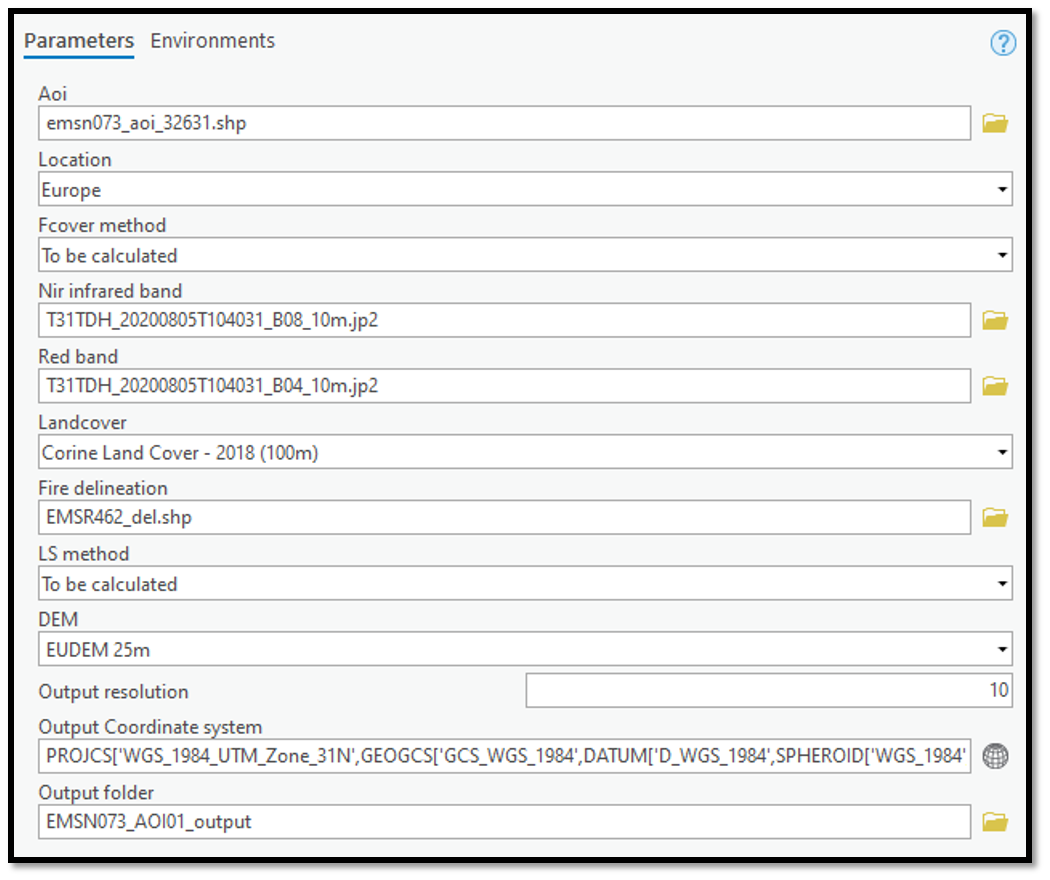 Parameters Environments
?
Aoi
emsn073_aoi_32631.shp
Location
Europe
Fcover method
To be calculated
Nir infrared band
T31TDH_20200805T104031_B08_10m.jp2
Red band
T31TDH_20200805T104031_B04_10m.jp2
Landcover
Corine Land Cover - 2018 (100m)
Fire delineation
EMSR462_del.shp
LS method
To be calculated
DEM
EUDEM 25m
Output resolution 10
Output Coordinate system
PROJCS['WGS_1984_UTM_Zone_31N',GEOGCS['GCS_WGS_1984',DATUM['D_WGS_1984',SPHEROID['WGS_1984'
Output folder
EMSN073_AOI01_output